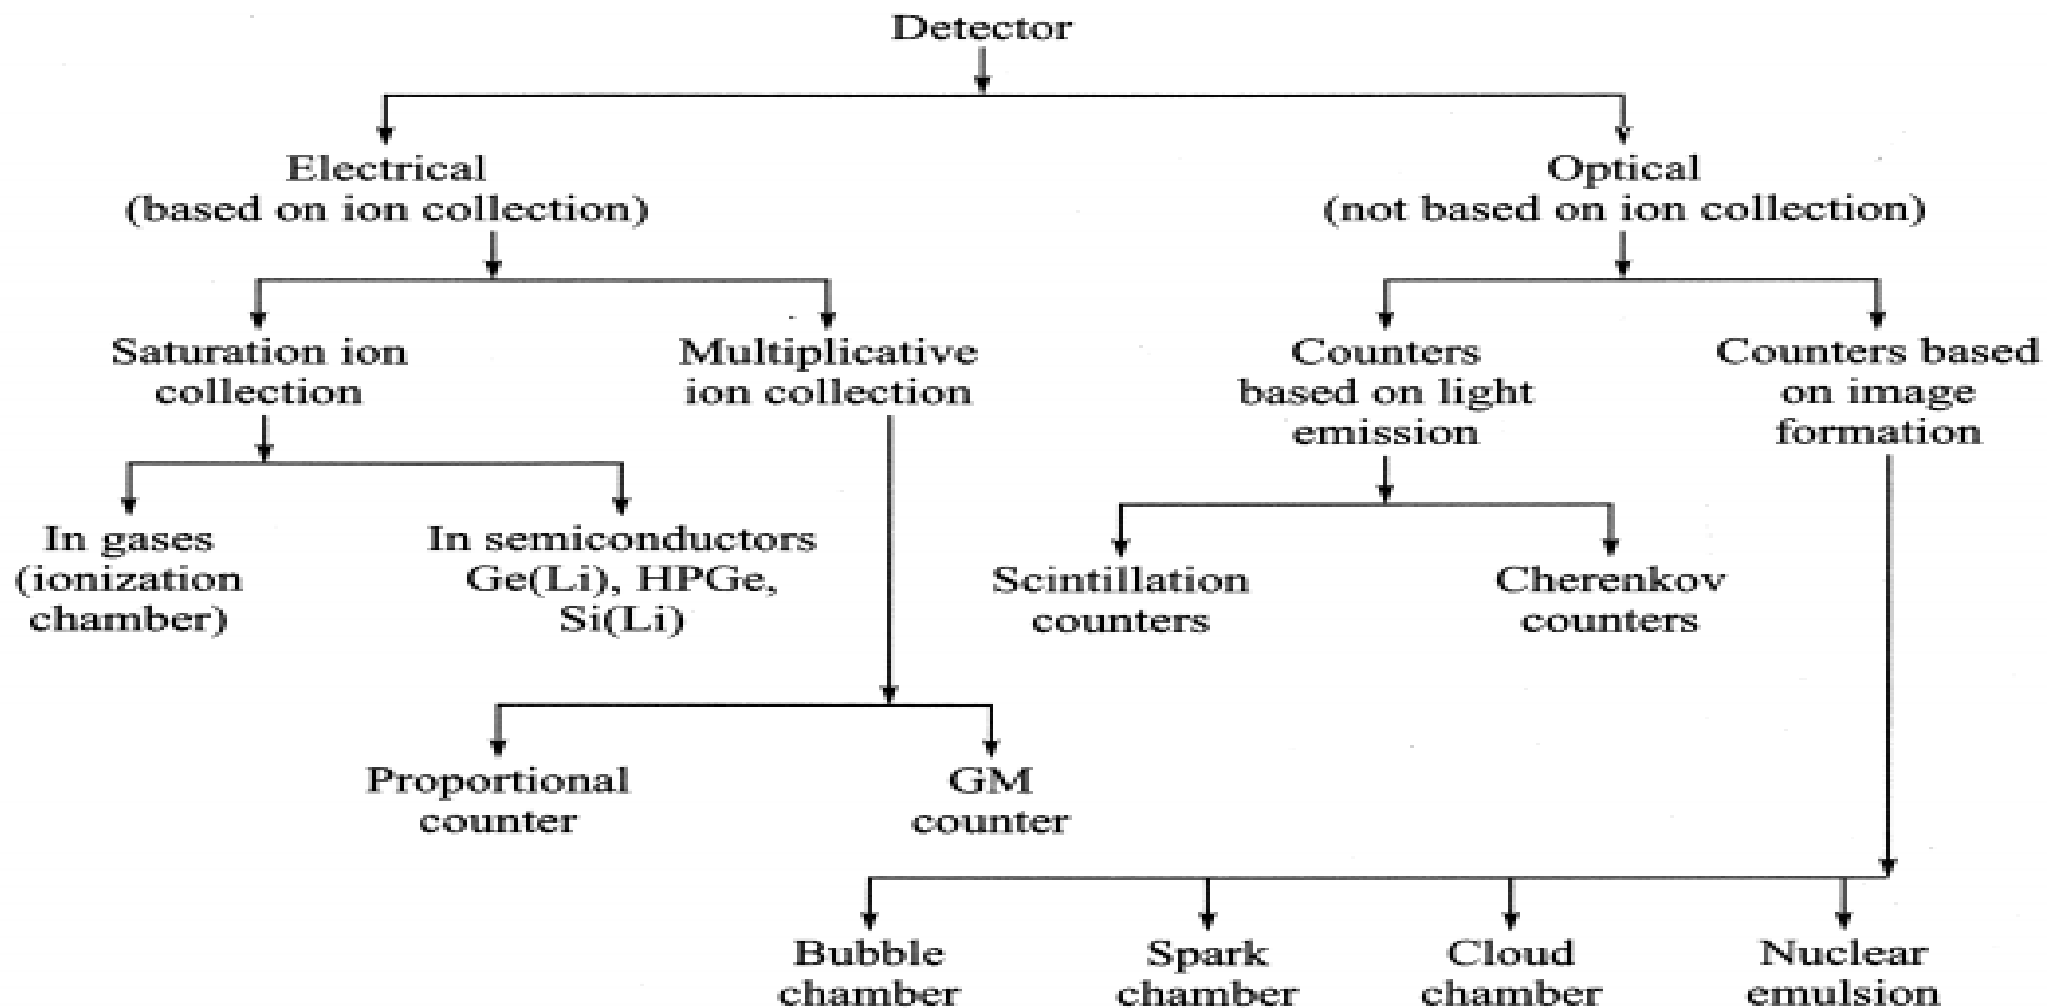 Detector
Electrical
(based on ion collection)
Optical
(not based on ion collection)
Saturation ion
collection
Multiplicative
ion collection
Counters
based on light
emission
Counters based
on image
formation
In gases
(ionization
chamber)
In semiconductors
Ge(Li), HPGe,
Si(Li)
Scintillation
counters
Cherenkov
counters
Proportional
counter
GM
counter
Bubble
chamber
Spark
chamber
Cloud
chamber
Nuclear
emulsion